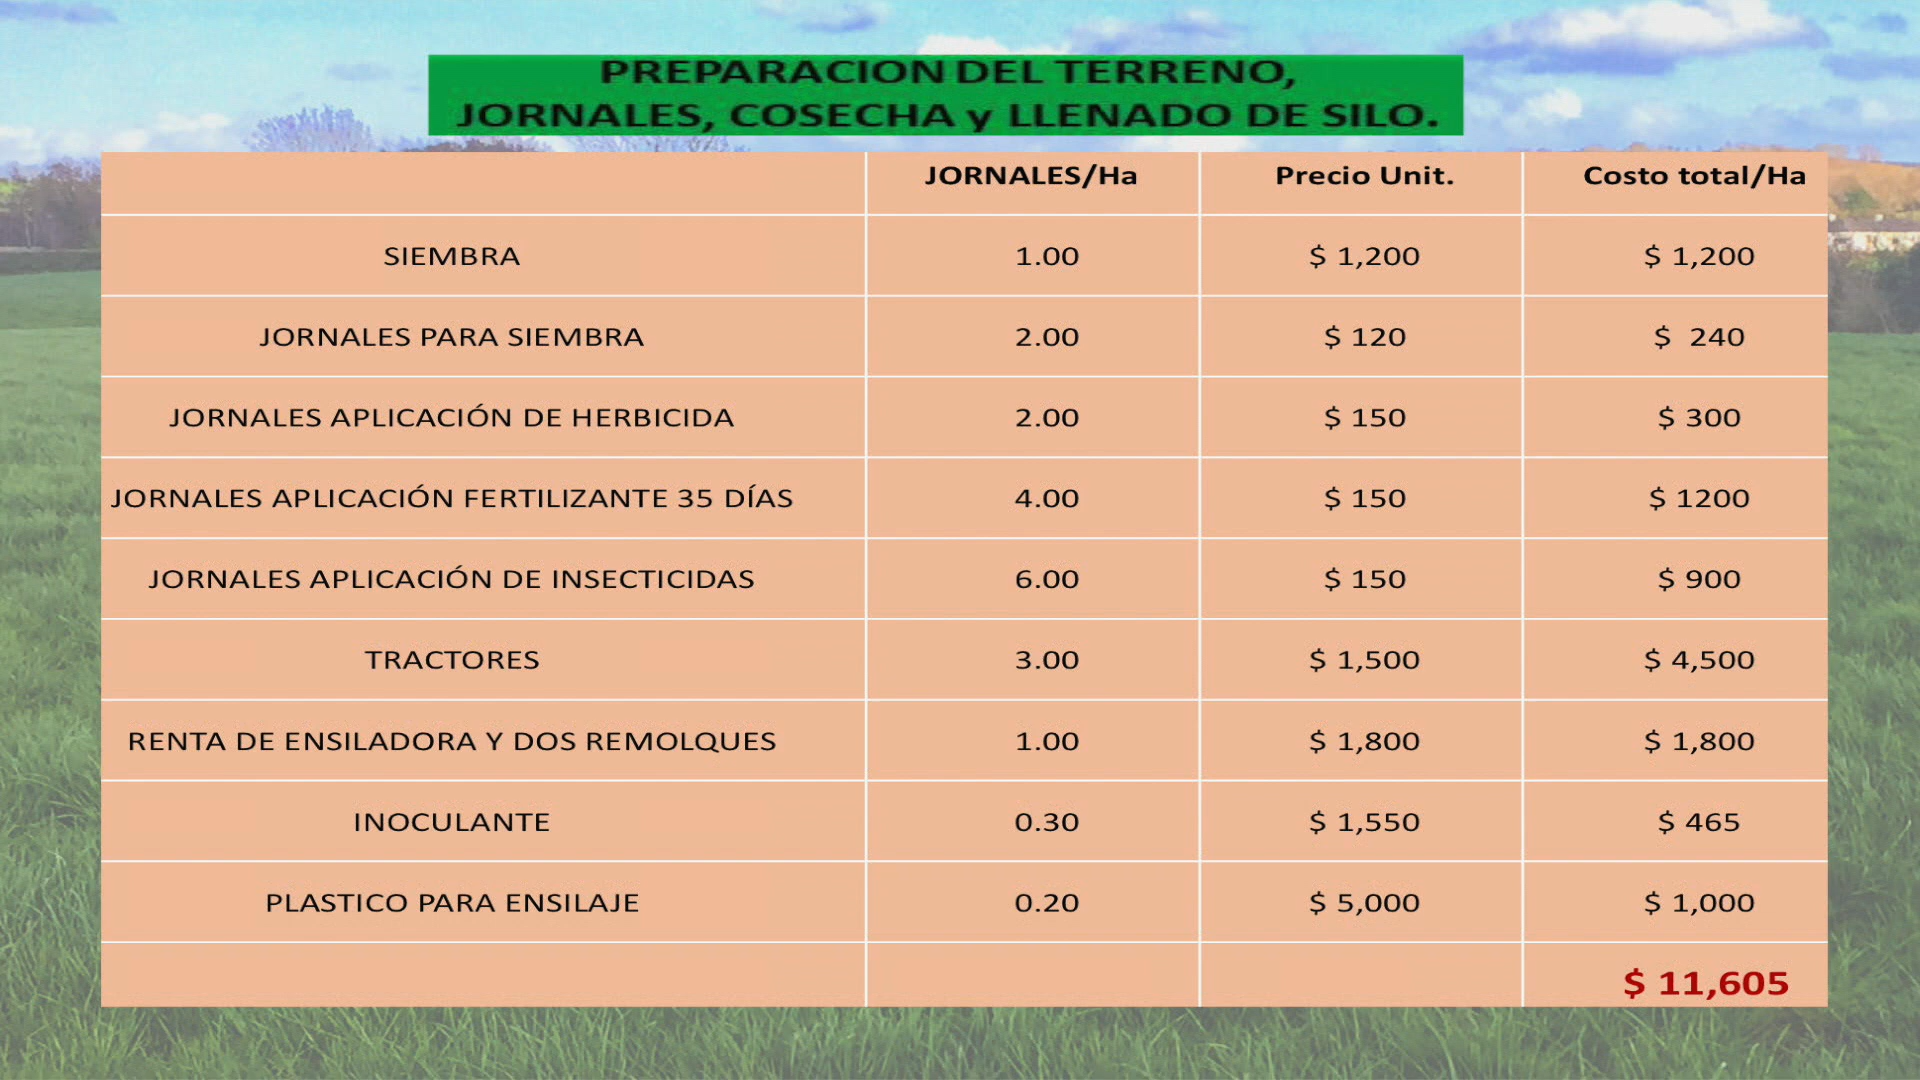 PREPARACION DEL TERRENO,
JORNALES, COSECHA y LLENADO DE SILO.
JORNALES/Ha Precio Unit. Costo total/Ha
SIEMBRA 1.00 $ 1,200 $ 1,200
JORNALES PARA SIEMBRA 2.00 $ 120 $ 240
JORNALES APLICACIÓN DE HERBICIDA 2.00 $ 150 $ 300
JORNALES APLICACIÓN FERTILIZANTE 35 DÍAS 4.00 $ 150 $ 1200
JORNALES APLICACIÓN DE INSECTICIDAS 6.00 $ 150 $ 900
TRACTORES 3.00 $ 1,500 $ 4,500
RENTA DE ENSILADORA Y DOS REMOLQUES 1.00 $ 1,800 $ 1,800
INOCULANTE 0.30 $ 1,550 $ 465
PLASTICO PARA ENSILAJE 0.20 $ 5,000 $ 1,000
$ 11,605